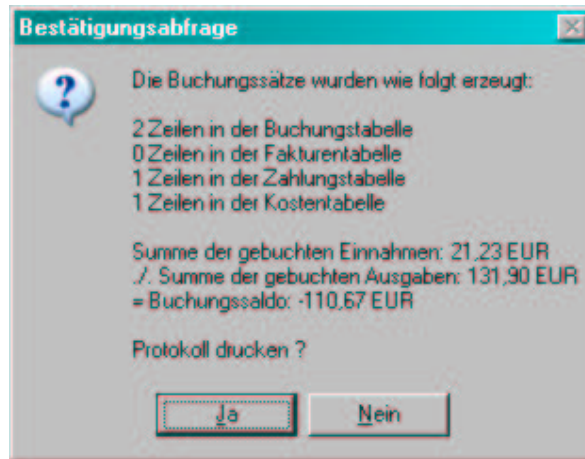 Bestätigungsabfrage
Die Buchungssätze wurden wie folgt erzeugt:
2 Zeilen in der Buchungstabelle
0 Zeilen in der Fakturentabelle
1 Zeilen in der Zahlungstabelle
1 Zeilen in der Kostentabelle
Summe der gebuchten Einnahmen: 21,23 EUR
./. Summe der gebuchten Ausgaben: 131,90 EUR
= Buchungssaldo: -110,67 EUR
Protokoll drucken ?
Ja Nein